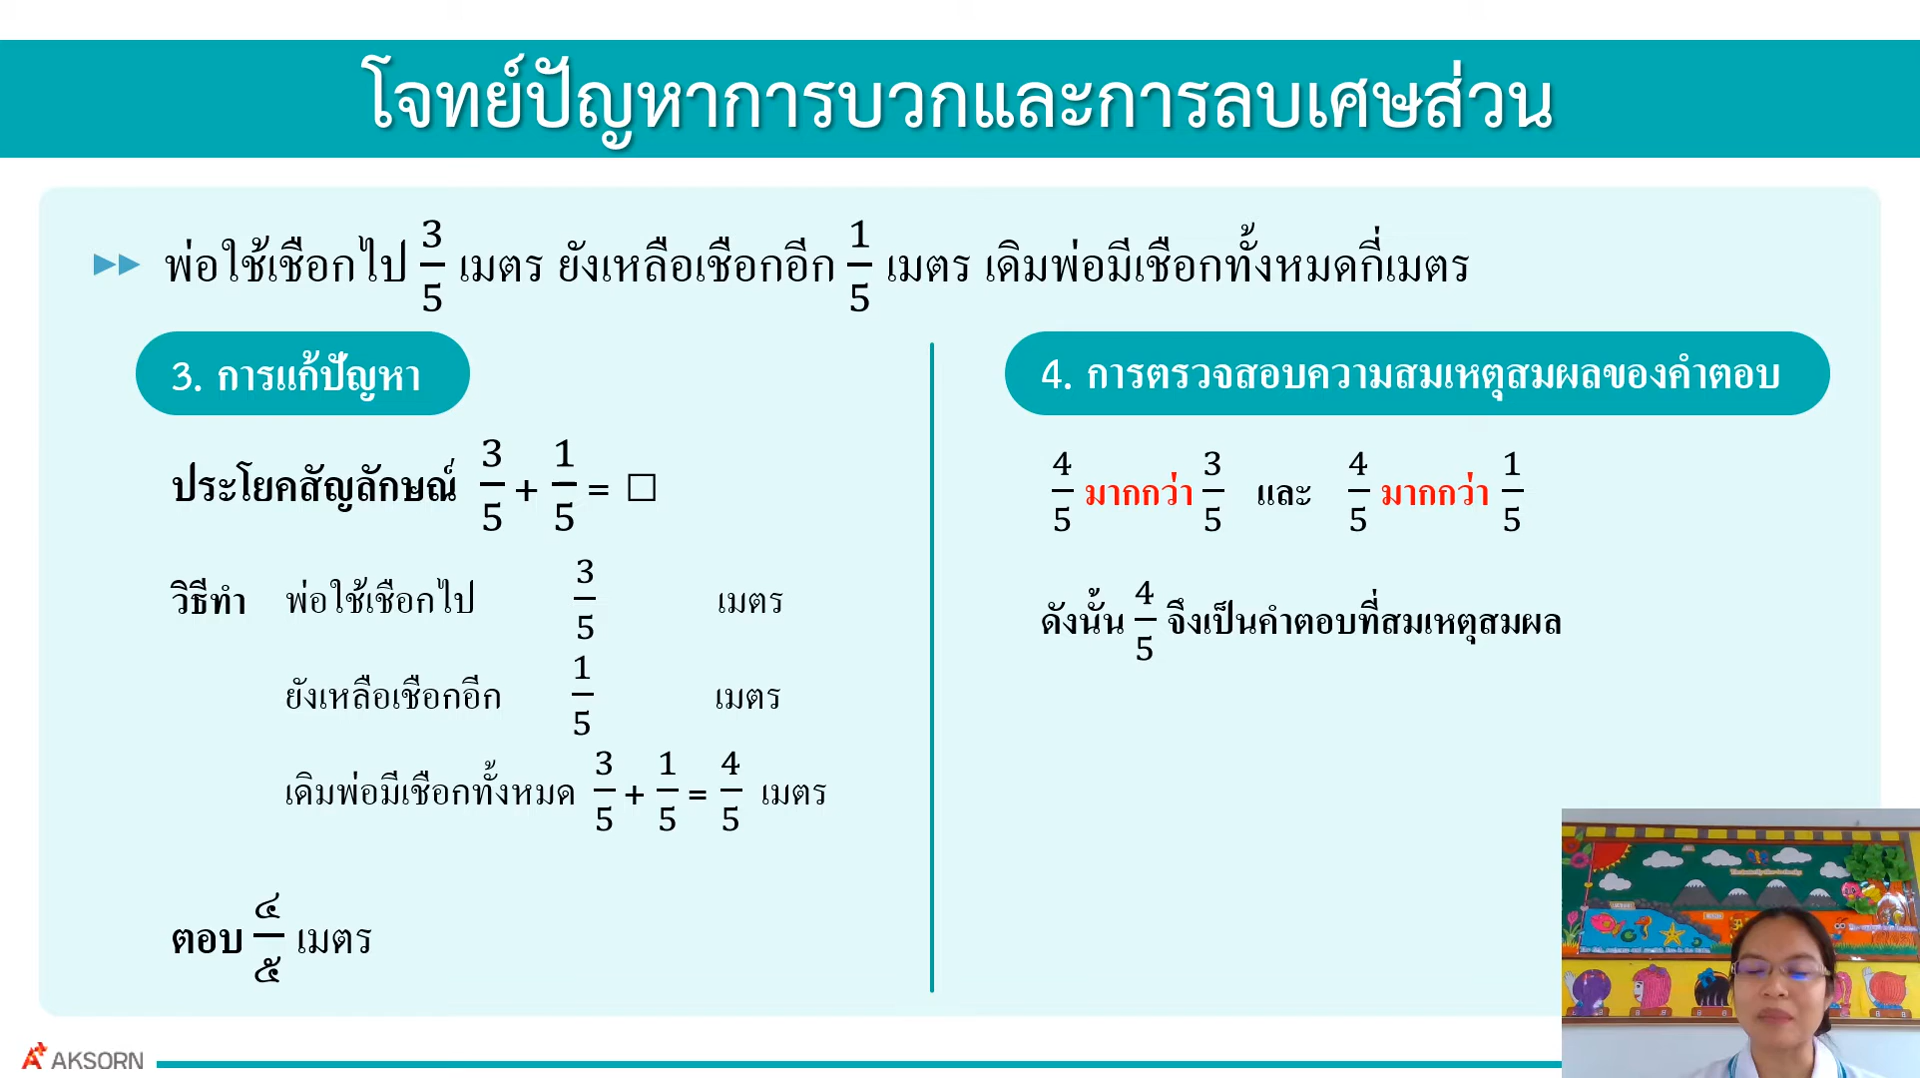 โจทย์ปัญหาการบวกและการลบเศษส่วน
พ่อใช้เชือกไป 3/5 เมตร ยังเหลือเชือกอีก 1/5 เมตร เดิมพ่อมีเชือกทั้งหมดกี่เมตร
3. การแก้ปัญหา
ประโยคสัญลักษณ์ 3/5 + 1/5 = □
วิธีทำ พ่อใช้เชือกไป 3/5 เมตร
ยังเหลือเชือกอีก 1/5 เมตร
เดิมพ่อมีเชือกทั้งหมด 3/5 + 1/5 = 4/5 เมตร
ตอบ ๔/๕ เมตร
4. การตรวจสอบความสมเหตุสมผลของคำตอบ
4/5 มากกว่า 3/5 และ 4/5 มากกว่า 1/5
ดังนั้น 4/5 จึงเป็นคำตอบที่สมเหตุสมผล
AKSORN